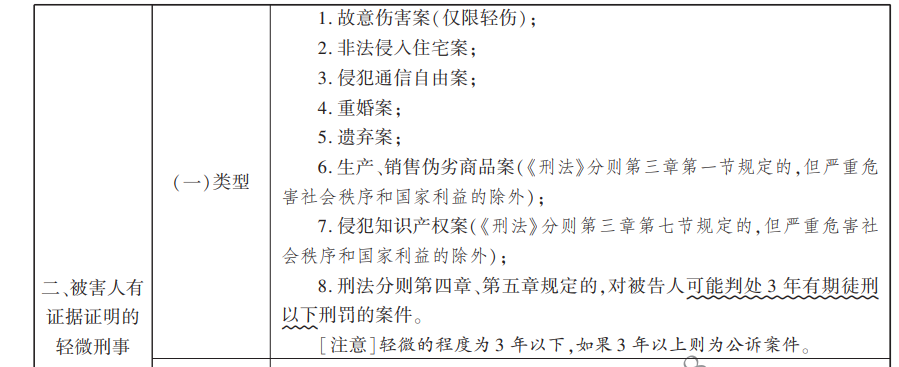 1. 故意伤害案(仅限轻伤)；
2. 非法侵入住宅案；
3. 侵犯通信自由案；
4. 重婚案；
5. 遗弃案；
(一)类型
6. 生产、销售伪劣商品案(《刑法》分则第三章第一节规定的,但严重危
害社会秩序和国家利益的除外)；
7. 侵犯知识产权案(《刑法》分则第三章第七节规定的,但严重危害社
会秩序和国家利益的除外)；
二、被害人有
证据证明的
轻微刑事
8. 刑法分则第四章、第五章规定的,对被告人可能判处3年有期徒刑
以下刑罚的案件。
[注意]轻微的程度为3年以下,如果3年以上则为公诉案件。